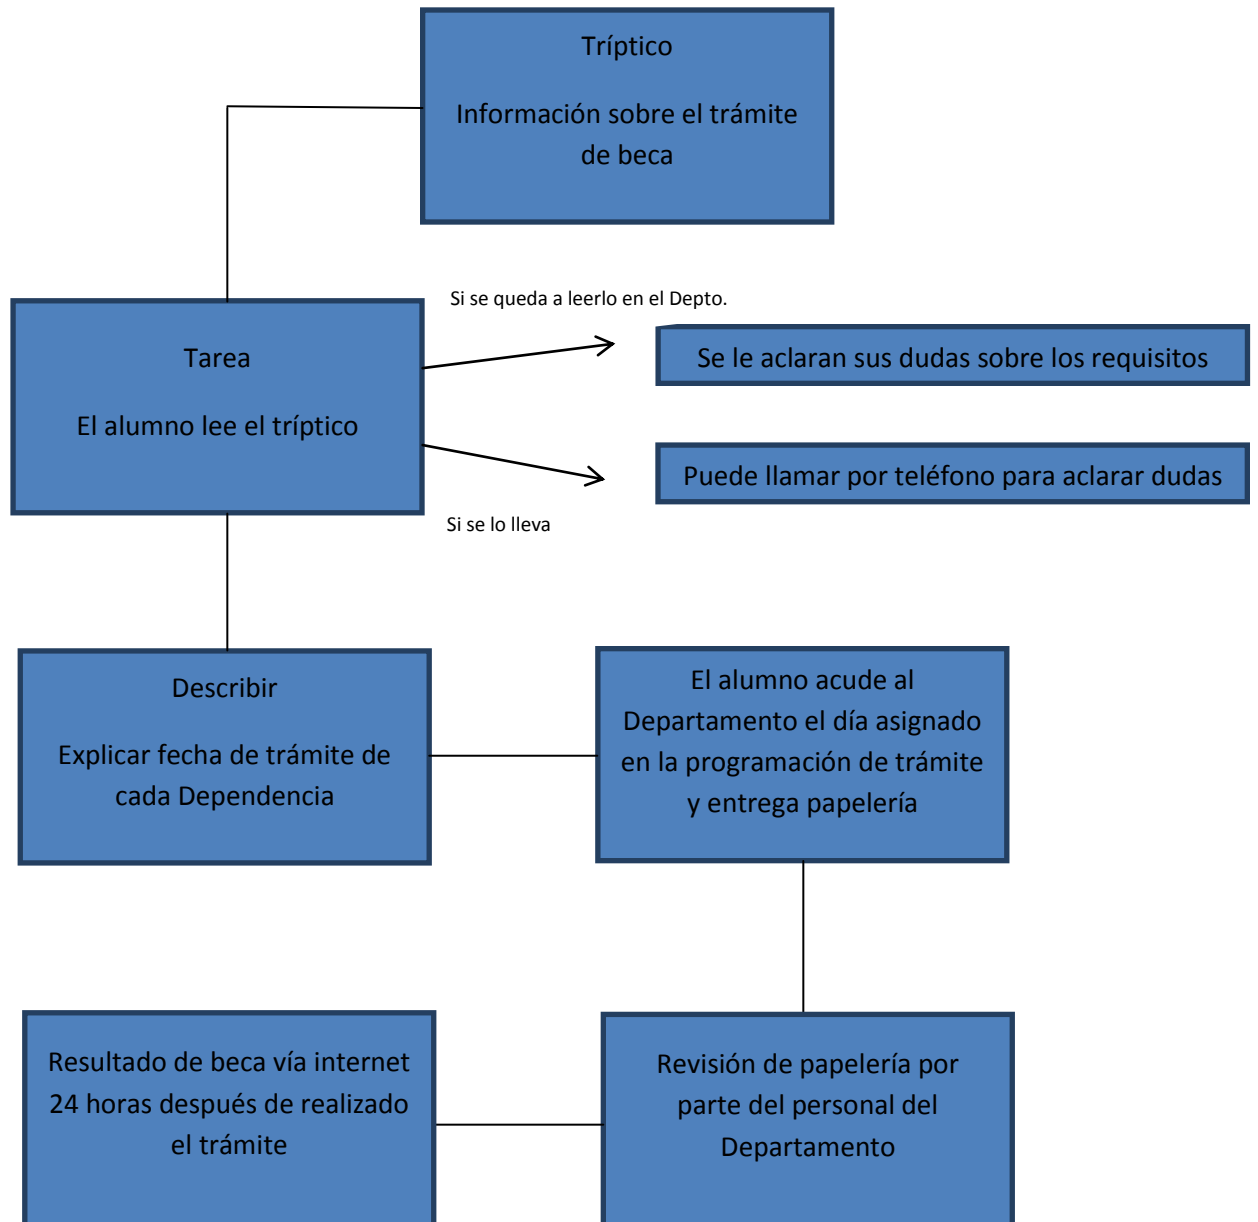 Tríptico
Información sobre el trámite
de beca
Si se queda a leerlo en el Depto.
Tarea
El alumno lee el tríptico
Se le aclaran sus dudas sobre los requisitos
Puede llamar por teléfono para aclarar dudas
Si se lo lleva
Describir
Explicar fecha de trámite de
cada Dependencia
El alumno acude al
Departamento el día asignado
en la programación de trámite
y entrega papelería
Resultado de beca vía internet
24 horas después de realizado
el trámite
Revisión de papelería por
parte del personal del
Departamento